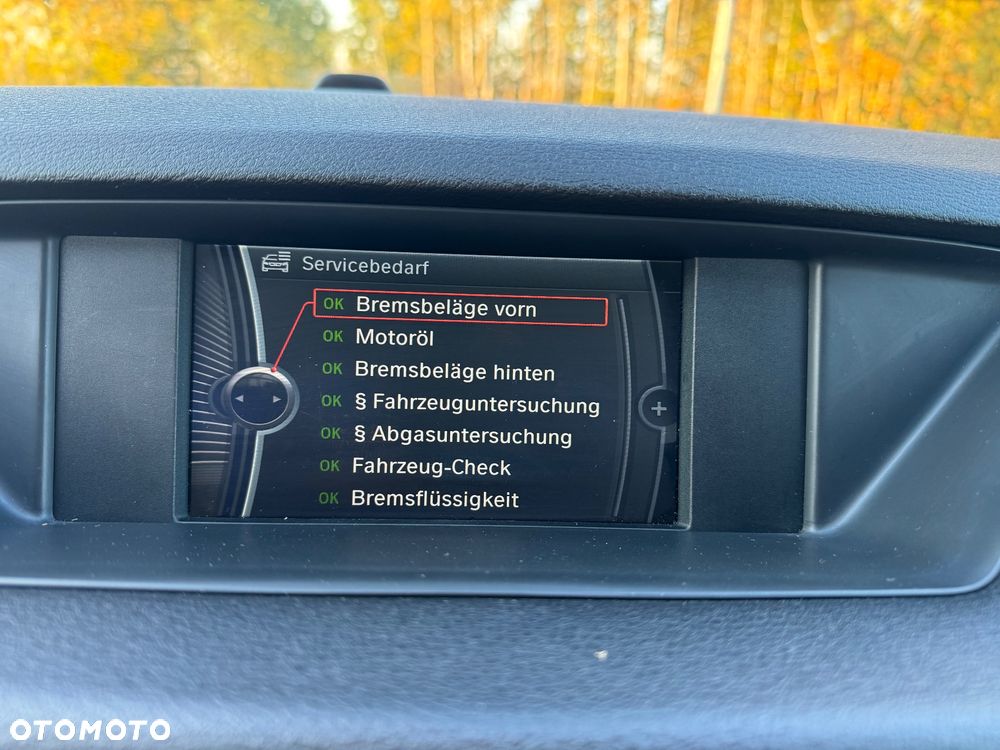 Servicebedarf
OK Bremsbeläge vorn
OK Motoröl
OK Bremsbeläge hinten
OK § Fahrzeuguntersuchung
OK § Abgasuntersuchung
OK Fahrzeug-Check
OK Bremsflüssigkeit
OTOMOTO